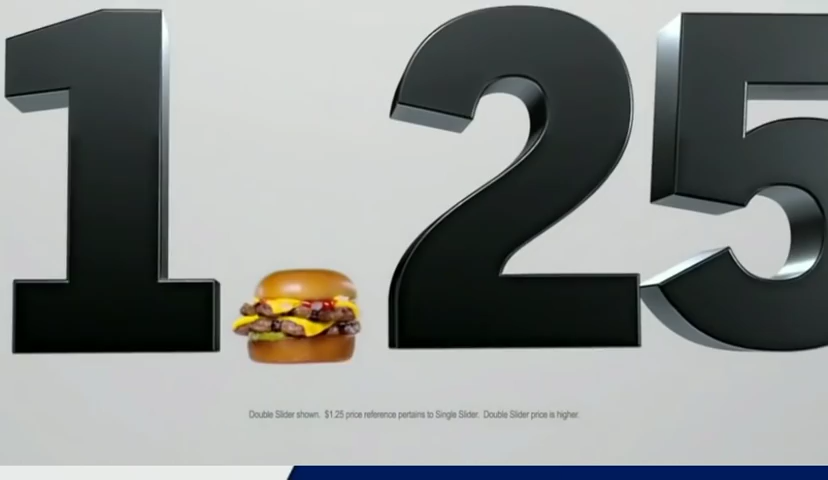 1.25
Double Slider shown. $1.25 price reference pertains to Single Slider. Double Slider price is higher.